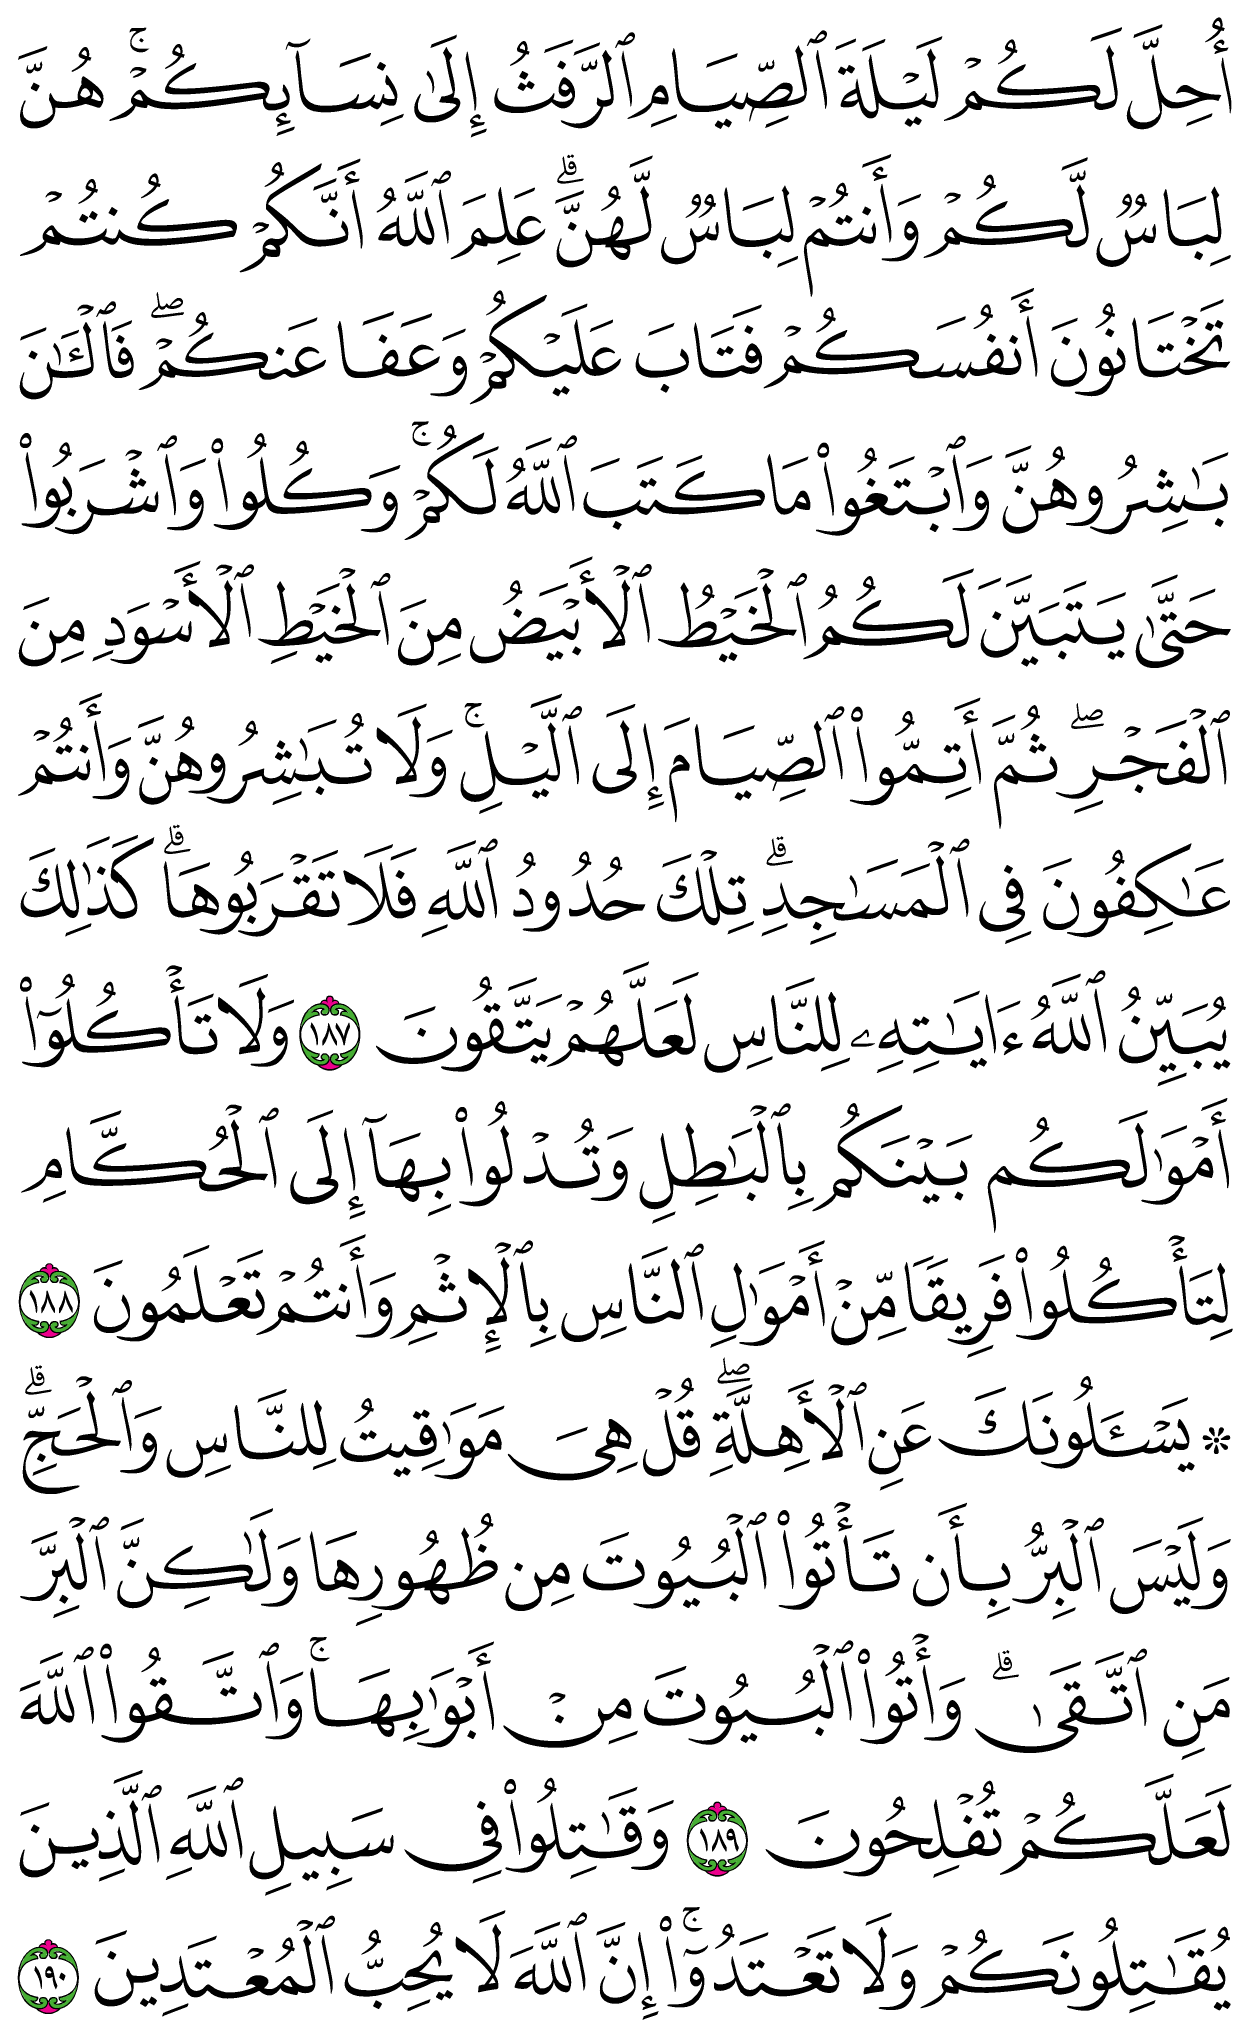 أُحِلَّ لَكُمۡ لَيۡلَةَ ٱلصِّيَامِ ٱلرَّفَثُ إِلَىٰ نِسَآئِكُمۡۚ هُنَّ
لِبَاسٞ لَّكُمۡ وَأَنتُمۡ لِبَاسٞ لَّهُنَّۗ عَلِمَ ٱللَّهُ أَنَّكُمۡ كُنتُمۡ
تَخۡتَانُونَ أَنفُسَكُمۡ فَتَابَ عَلَيۡكُمۡ وَعَفَا عَنكُمۡۖ فَٱلۡـَٰٔنَ
بَٰشِرُوهُنَّ وَٱبۡتَغُواْ مَا كَتَبَ ٱللَّهُ لَكُمۡۚ وَكُلُواْ وَٱشۡرَبُواْ
حَتَّىٰ يَتَبَيَّنَ لَكُمُ ٱلۡخَيۡطُ ٱلۡأَبۡيَضُ مِنَ ٱلۡخَيۡطِ ٱلۡأَسۡوَدِ مِنَ
ٱلۡفَجۡرِۖ ثُمَّ أَتِمُّواْ ٱلصِّيَامَ إِلَى ٱلَّيۡلِۚ وَلَا تُبَٰشِرُوهُنَّ وَأَنتُمۡ
عَٰكِفُونَ فِي ٱلۡمَسَٰجِدِۗ تِلۡكَ حُدُودُ ٱللَّهِ فَلَا تَقۡرَبُوهَاۗ كَذَٰلِكَ
يُبَيِّنُ ٱللَّهُ ءَايَٰتِهِۦ لِلنَّاسِ لَعَلَّهُمۡ يَتَّقُونَ ١٨٧ وَلَا تَأۡكُلُوٓاْ
أَمۡوَٰلَكُم بَيۡنَكُم بِٱلۡبَٰطِلِ وَتُدۡلُواْ بِهَآ إِلَى ٱلۡحُكَّامِ
لِتَأۡكُلُواْ فَرِيقٗا مِّنۡ أَمۡوَٰلِ ٱلنَّاسِ بِٱلۡإِثۡمِ وَأَنتُمۡ تَعۡلَمُونَ ١٨٨
۞ يَسۡـَٔلُونَكَ عَنِ ٱلۡأَهِلَّةِۖ قُلۡ هِيَ مَوَٰقِيتُ لِلنَّاسِ وَٱلۡحَجِّۗ
وَلَيۡسَ ٱلۡبِرُّ بِأَن تَأۡتُواْ ٱلۡبُيُوتَ مِن ظُهُورِهَا وَلَٰكِنَّ ٱلۡبِرَّ
مَنِ ٱتَّقَىٰۗ وَأۡتُواْ ٱلۡبُيُوتَ مِنۡ أَبۡوَٰبِهَاۚ وَٱتَّقُواْ ٱللَّهَ
لَعَلَّكُمۡ تُفۡلِحُونَ ١٨٩ وَقَٰتِلُواْ فِي سَبِيلِ ٱللَّهِ ٱلَّذِينَ
يُقَٰتِلُونَكُمۡ وَلَا تَعۡتَدُوٓاْۚ إِنَّ ٱللَّهَ لَا يُحِبُّ ٱلۡمُعۡتَدِينَ ١٩٠